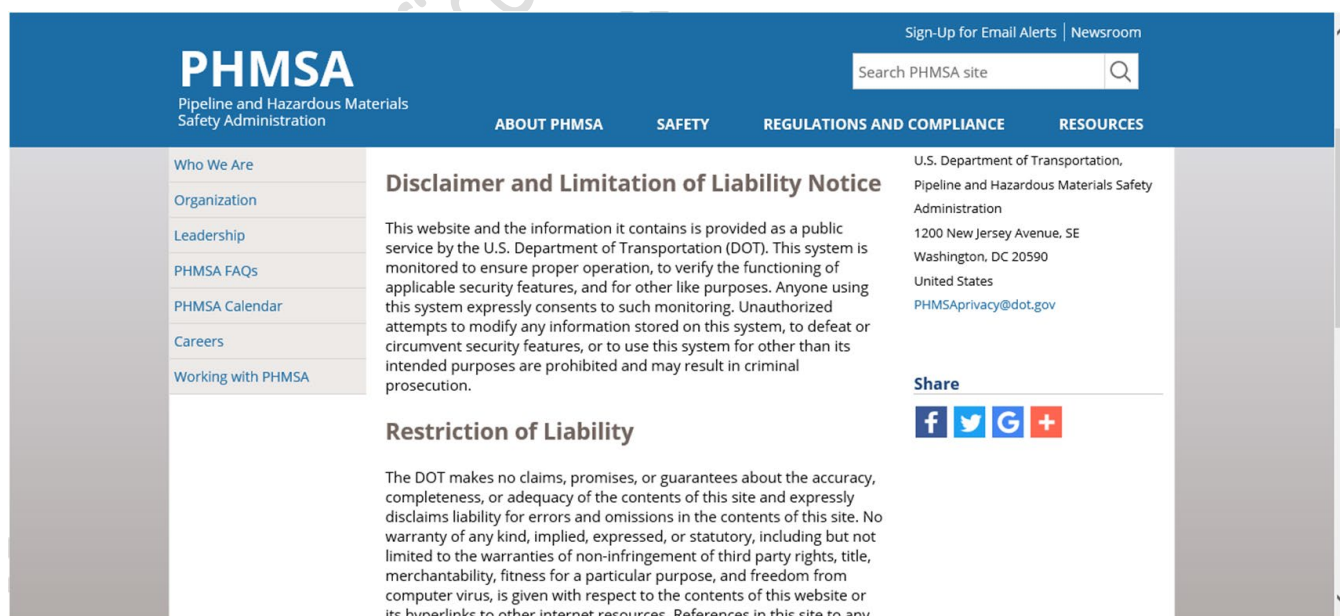 Sign-Up for Email Alerts | Newsroom
PHMSA
Search PHMSA site
Pipeline and Hazardous Materials
Safety Administration
ABOUT PHMSA SAFETY REGULATIONS AND COMPLIANCE RESOURCES
Who We Are
Organization
Leadership
PHMSA FAQs
PHMSA Calendar
Careers
Working with PHMSA
Disclaimer and Limitation of Liability Notice
This website and the information it contains is provided as a public
service by the U.S. Department of Transportation (DOT). This system is
monitored to ensure proper operation, to verify the functioning of
applicable security features, and for other like purposes. Anyone using
this system expressly consents to such monitoring. Unauthorized
attempts to modify any information stored on this system, to defeat or
circumvent security features, or to use this system for other than its
intended purposes are prohibited and may result in criminal
prosecution.
Restriction of Liability
The DOT makes no claims, promises, or guarantees about the accuracy,
completeness, or adequacy of the contents of this site and expressly
disclaims liability for errors and omissions in the contents of this site. No
warranty of any kind, implied, expressed, or statutory, including but not
limited to the warranties of non-infringement of third party rights, title,
merchantability, fitness for a particular purpose, and freedom from
computer virus, is given with respect to the contents of this website or
its hyperlinks to other internet resources. References in this site to any
U.S. Department of Transportation,
Pipeline and Hazardous Materials Safety
Administration
1200 New Jersey Avenue, SE
Washington, DC 20590
United States
PHMSAprivacy@dot.gov
Share
f
G
+